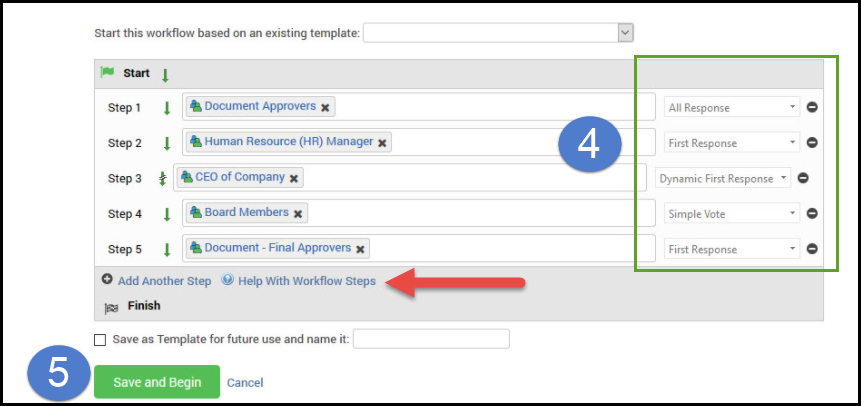 Start this workflow based on an existing template:
Start
Step 1 Document Approvers All Response
4
Step 2 Human Resource (HR) Manager First Response
Step 3 CEO of Company Dynamic First Response
Step 4 Board Members Simple Vote
Step 5 Document - Final Approvers First Response
Add Another Step ? Help With Workflow Steps
Finish
Save as Template for future use and name it:
5
Save and Begin Cancel